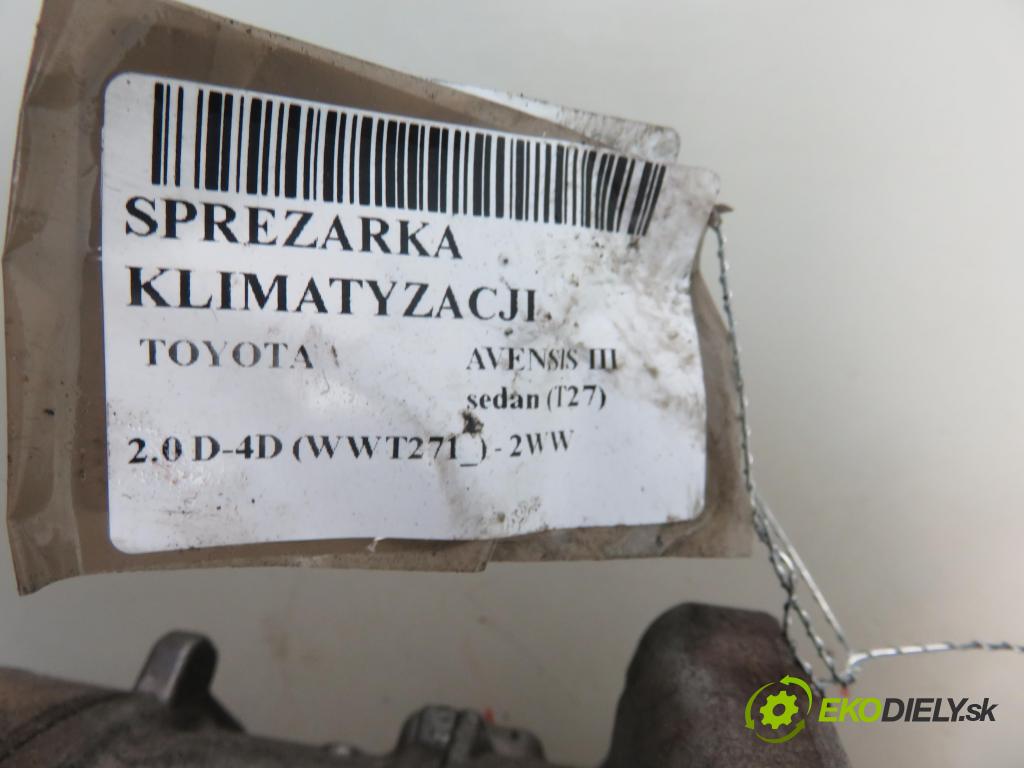 SPREZARKA
KLIMATYZACJI
TOYOTA AVENSIS III
sedan (T27)
2.0 D-4D (WWT271_) - 2WW
EKODIELY.sk